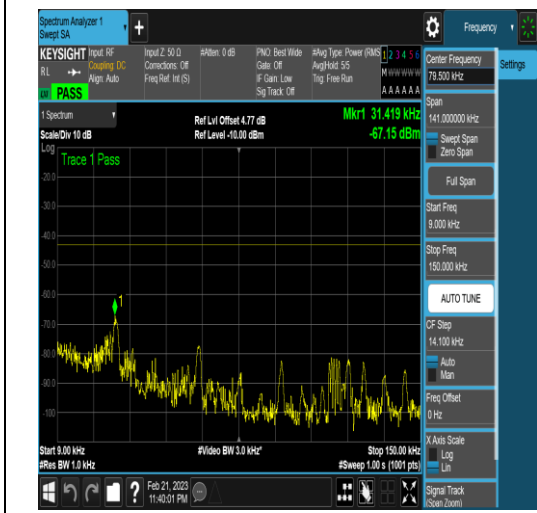 Spectrum Analyzer 1
Swept SA
+
Frequency
KEYSIGHT
Input: RF
Coupling: DC
Align: Auto
Input Z: 50 Ω
Corrections: Off
Freq Ref: Int (S)
#Atten: 0 dB
PNO: Best Wide
Gate: Off
IF Gain: Low
Sig Track: Off
#Avg Type: Power (RMS)
Avg|Hold: 5/5
Trig: Free Run
1 2 3 4 5 6
M W W W W W
A A A A A A
R L
PASS
1 Spectrum
Scale/Div 10 dB
Ref Lvl Offset 4.77 dB
Ref Level -10.00 dBm
Mkr1 31.419 kHz
-67.15 dBm
Log
Trace 1 Pass
-20.0
-30.0
-40.0
-50.0
-60.0
-70.0
-80.0
-90.0
-100
1
Start 9.00 kHz
#Res BW 1.0 kHz
#Video BW 3.0 kHz*
Stop 150.00 kHz
#Sweep 1.00 s (1001 pts)
Feb 21, 2023
11:40:01 PM
Center Frequency
79.500 kHz
Settings
Span
141.000000 kHz
Swept Span
Zero Span
Full Span
Start Freq
9.000 kHz
Stop Freq
150.000 kHz
AUTO TUNE
CF Step
14.100 kHz
Auto
Man
Freq Offset
0 Hz
X Axis Scale
Log
Lin
Signal Track
(Span Zoom)